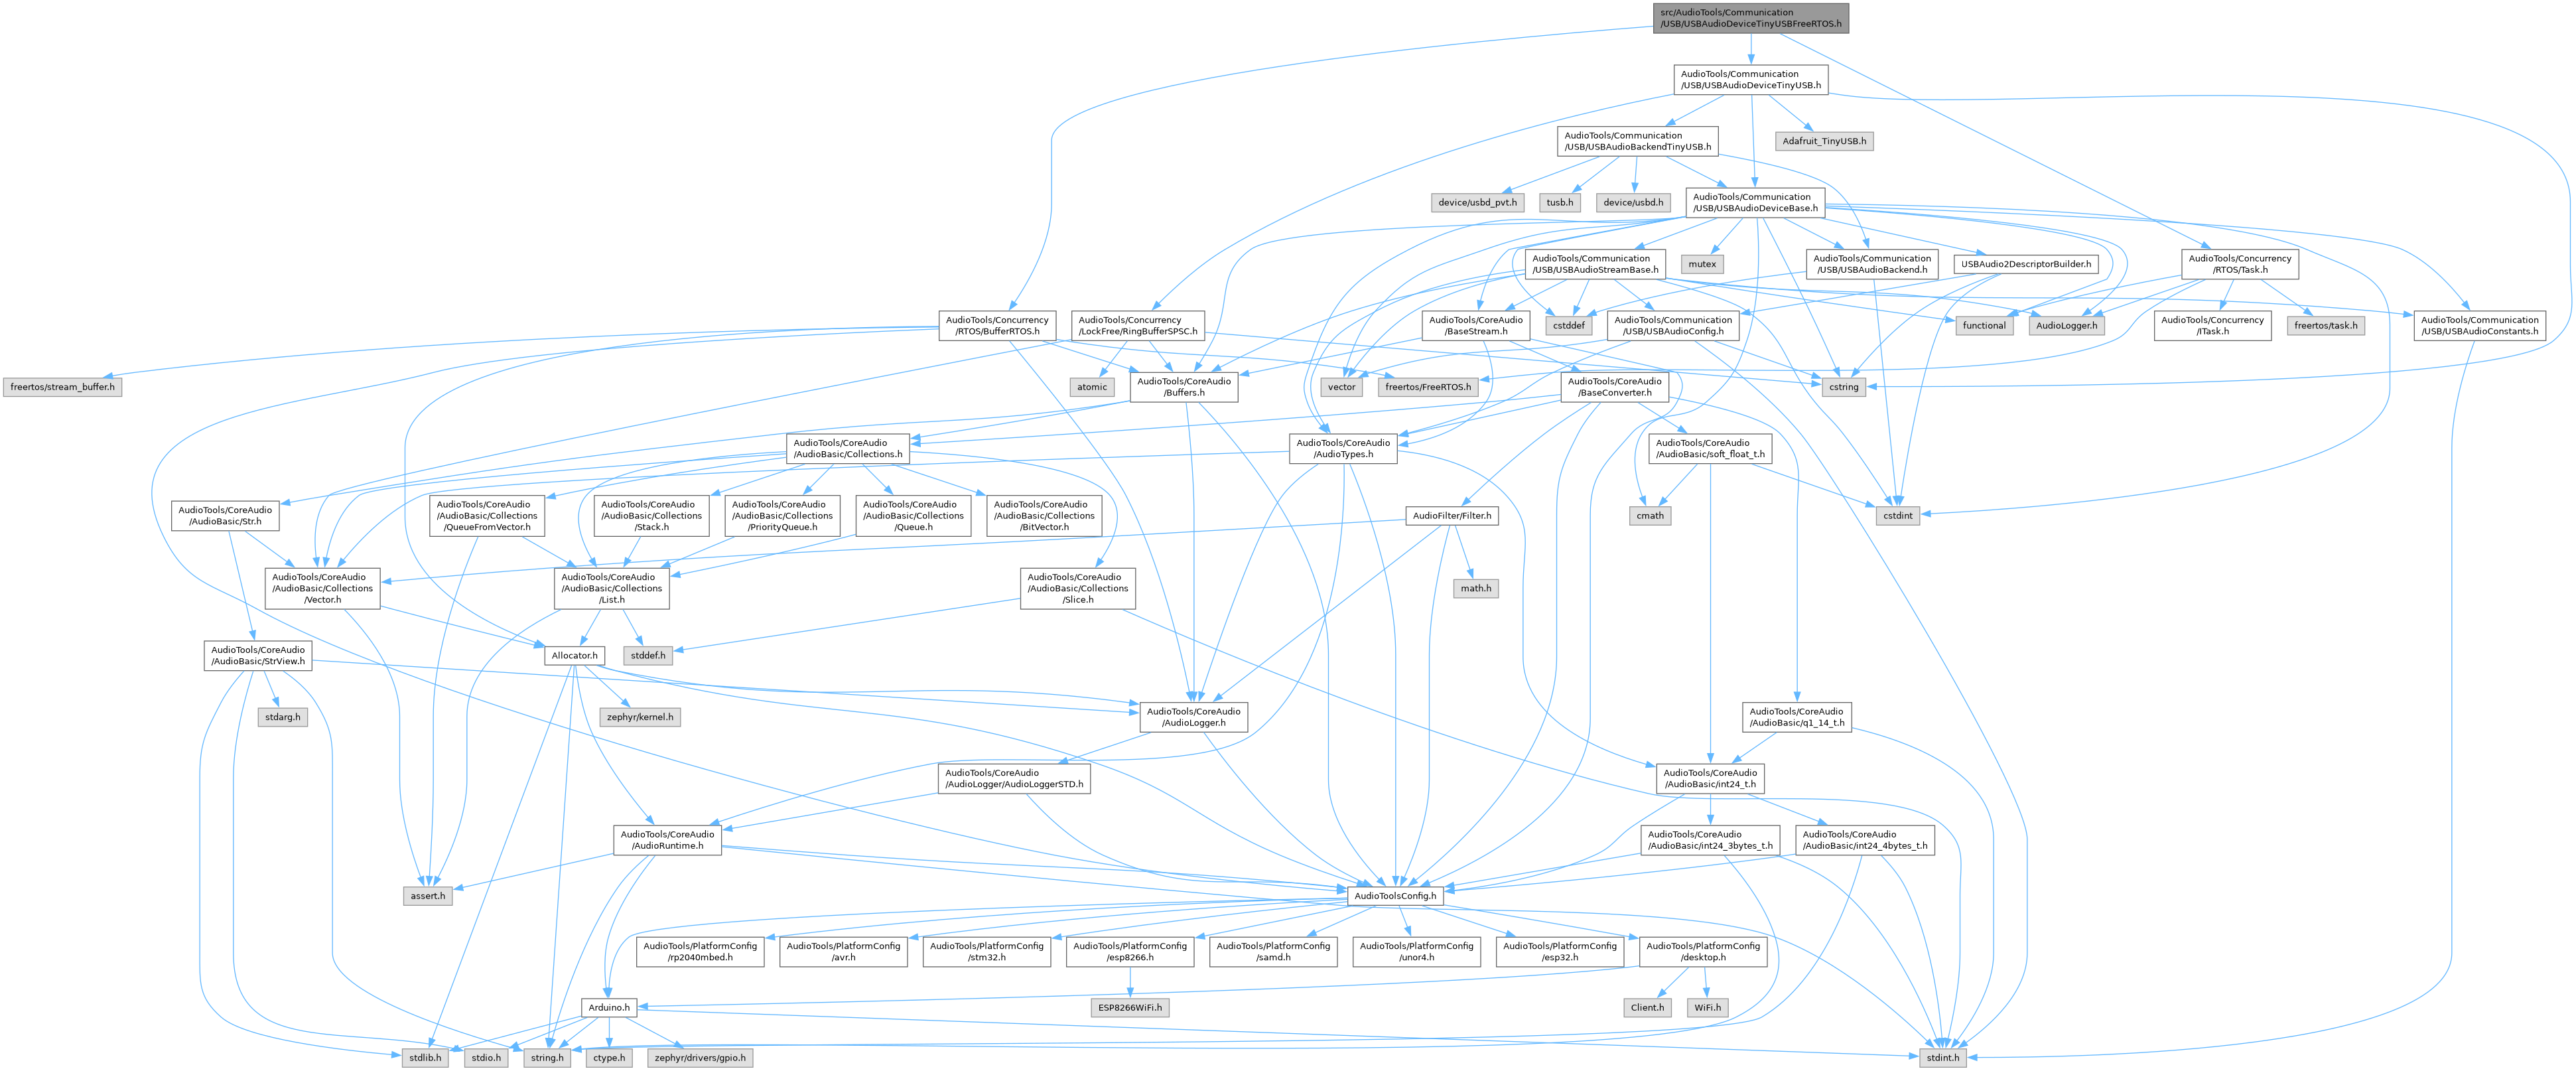 src/AudioTools/Communication
/USB/USBAudioDeviceTinyUSBFreeRTOS.h
AudioTools/Communication
/USB/USBAudioDeviceTinyUSB.h
AudioTools/Communication
/USB/USBAudioBackendTinyUSB.h
Adafruit_TinyUSB.h
device/usbd_pvt.h
tusb.h
device/usbd.h
AudioTools/Communication
/USB/USBAudioDeviceBase.h
AudioTools/Communication
/USB/USBAudioStreamBase.h
mutex
AudioTools/Communication
/USB/USBAudioBackend.h
USBAudio2DescriptorBuilder.h
AudioTools/Concurrency
/RTOS/Task.h
AudioTools/Concurrency
/RTOS/BufferRTOS.h
AudioTools/Concurrency
/LockFree/RingBufferSPSC.h
AudioTools/CoreAudio
/BaseStream.h
cstddef
AudioTools/Communication
/USB/USBAudioConfig.h
functional
AudioLogger.h
AudioTools/Concurrency
/ITask.h
freertos/task.h
AudioTools/Communication
/USB/USBAudioConstants.h
freertos/stream_buffer.h
atomic
AudioTools/CoreAudio
/Buffers.h
vector
freertos/FreeRTOS.h
AudioTools/CoreAudio
/BaseConverter.h
cstring
AudioTools/CoreAudio
/AudioBasic/Collections.h
AudioTools/CoreAudio
/AudioTypes.h
AudioTools/CoreAudio
/AudioBasic/soft_float_t.h
AudioTools/CoreAudio
/AudioBasic/Str.h
AudioTools/CoreAudio
/AudioBasic/Collections
/QueueFromVector.h
AudioTools/CoreAudio
/AudioBasic/Collections
/Stack.h
AudioTools/CoreAudio
/AudioBasic/Collections
/PriorityQueue.h
AudioTools/CoreAudio
/AudioBasic/Collections
/Queue.h
AudioTools/CoreAudio
/AudioBasic/Collections
/BitVector.h
AudioFilter/Filter.h
cmath
cstdint
AudioTools/CoreAudio
/AudioBasic/Collections
/Vector.h
AudioTools/CoreAudio
/AudioBasic/Collections
/List.h
AudioTools/CoreAudio
/AudioBasic/Collections
/Slice.h
math.h
AudioTools/CoreAudio
/AudioBasic/StrView.h
Allocator.h
stddef.h
stdarg.h
zephyr/kernel.h
AudioTools/CoreAudio
/AudioLogger.h
AudioTools/CoreAudio
/AudioBasic/q1_14_t.h
AudioTools/CoreAudio
/AudioLogger/AudioLoggerSTD.h
AudioTools/CoreAudio
/AudioBasic/int24_t.h
AudioTools/CoreAudio
/AudioRuntime.h
AudioTools/CoreAudio
/AudioBasic/int24_3bytes_t.h
AudioTools/CoreAudio
/AudioBasic/int24_4bytes_t.h
assert.h
AudioToolsConfig.h
AudioTools/PlatformConfig
/rp2040mbed.h
AudioTools/PlatformConfig
/avr.h
AudioTools/PlatformConfig
/stm32.h
AudioTools/PlatformConfig
/esp8266.h
AudioTools/PlatformConfig
/samd.h
AudioTools/PlatformConfig
/unor4.h
AudioTools/PlatformConfig
/esp32.h
AudioTools/PlatformConfig
/desktop.h
Arduino.h
ESP8266WiFi.h
Client.h
WiFi.h
stdlib.h
stdio.h
string.h
ctype.h
zephyr/drivers/gpio.h
stdint.h